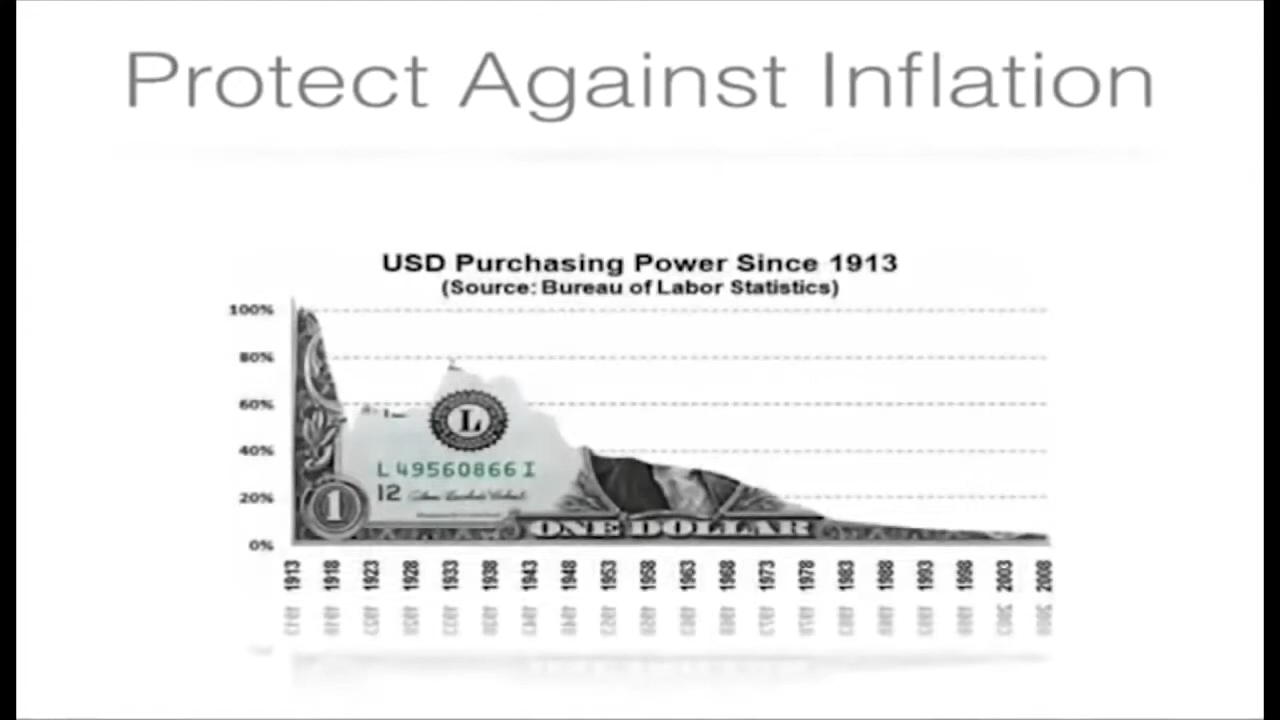 Protect Against Inflation
USD Purchasing Power Since 1913
(Source: Bureau of Labor Statistics)
100%
80%
60%
40%
20%
0%
L
L 49560866 I
12
1
ONE DOLLAR
1913 1918 1923 1928 1933 1938 1943 1948 1953 1958 1963 1968 1973 1978 1983 1988 1993 1998 2003 2008